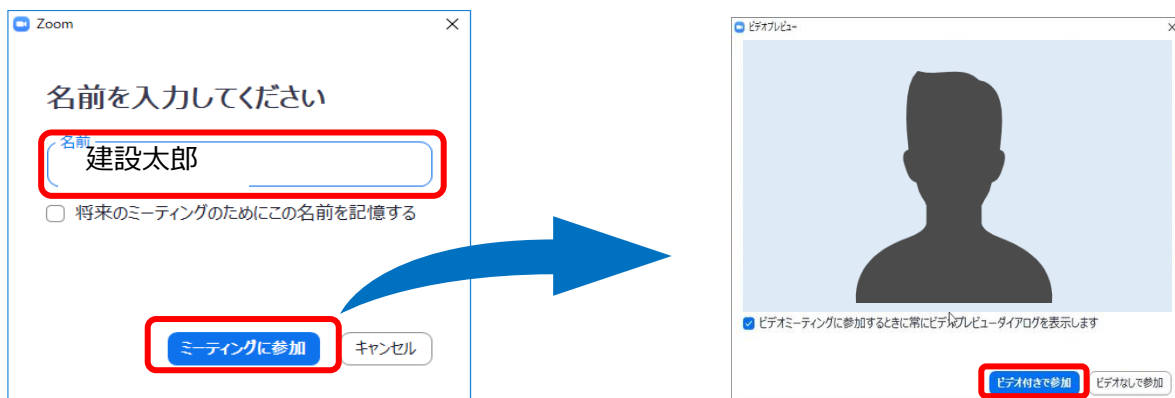 Zoom
名前を入力してください
名前
建設太郎
将来のミーティングのためにこの名前を記憶する
ミーティングに参加
キャンセル
ビデオプレビュー
ビデオミーティングに参加するときに常にビデオプレビューダイアログを表示します
ビデオ付きで参加
ビデオなしで参加